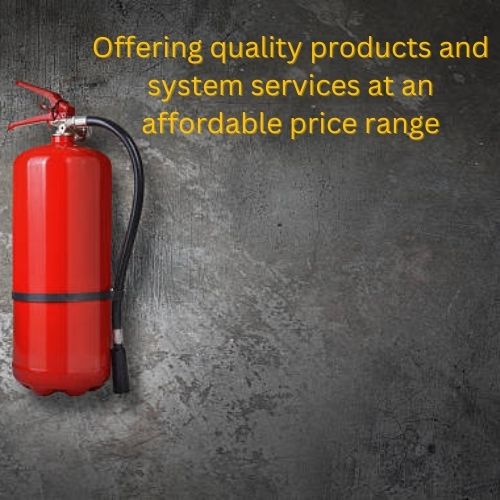 Offering quality products and
system services at an
affordable price range